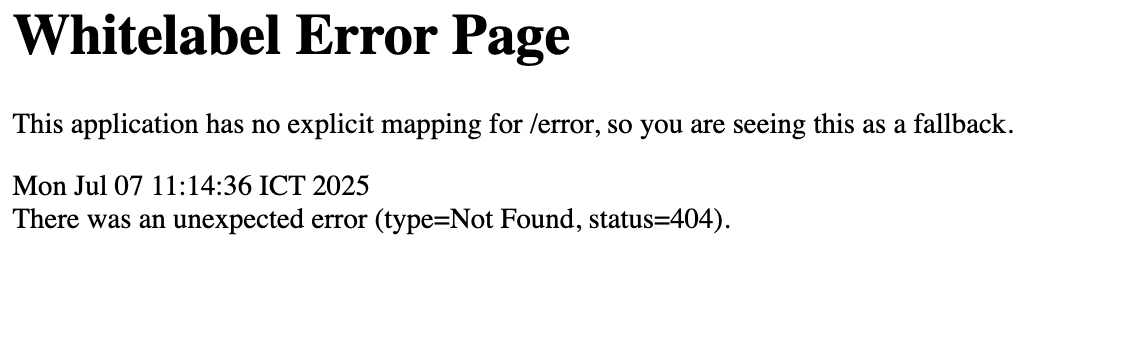 Whitelabel Error Page
This application has no explicit mapping for /error, so you are seeing this as a fallback.
Mon Jul 07 11:14:36 ICT 2025
There was an unexpected error (type=Not Found, status=404).